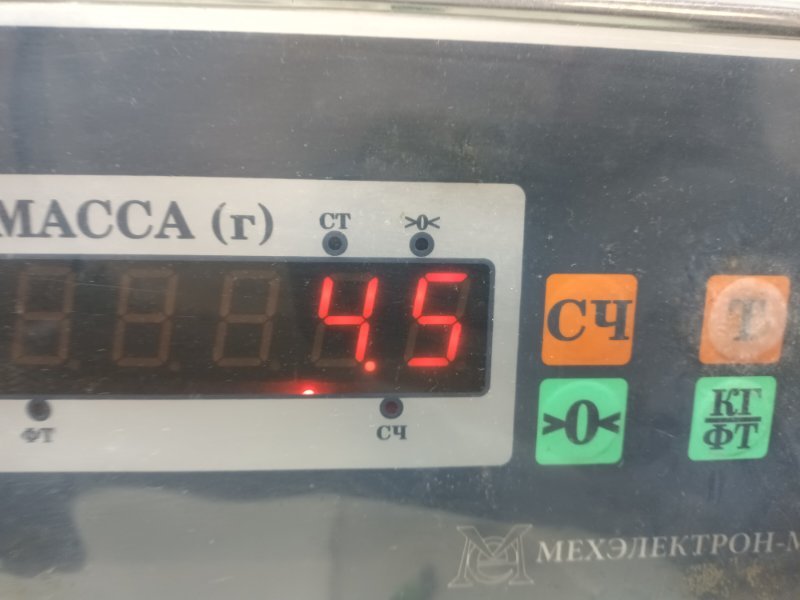 МАССА (г)
СТ >0<
4.5
СЧ Т
ФТ СЧ
>0< КГ
ФТ
МЕХЭЛЕКТРОН-М